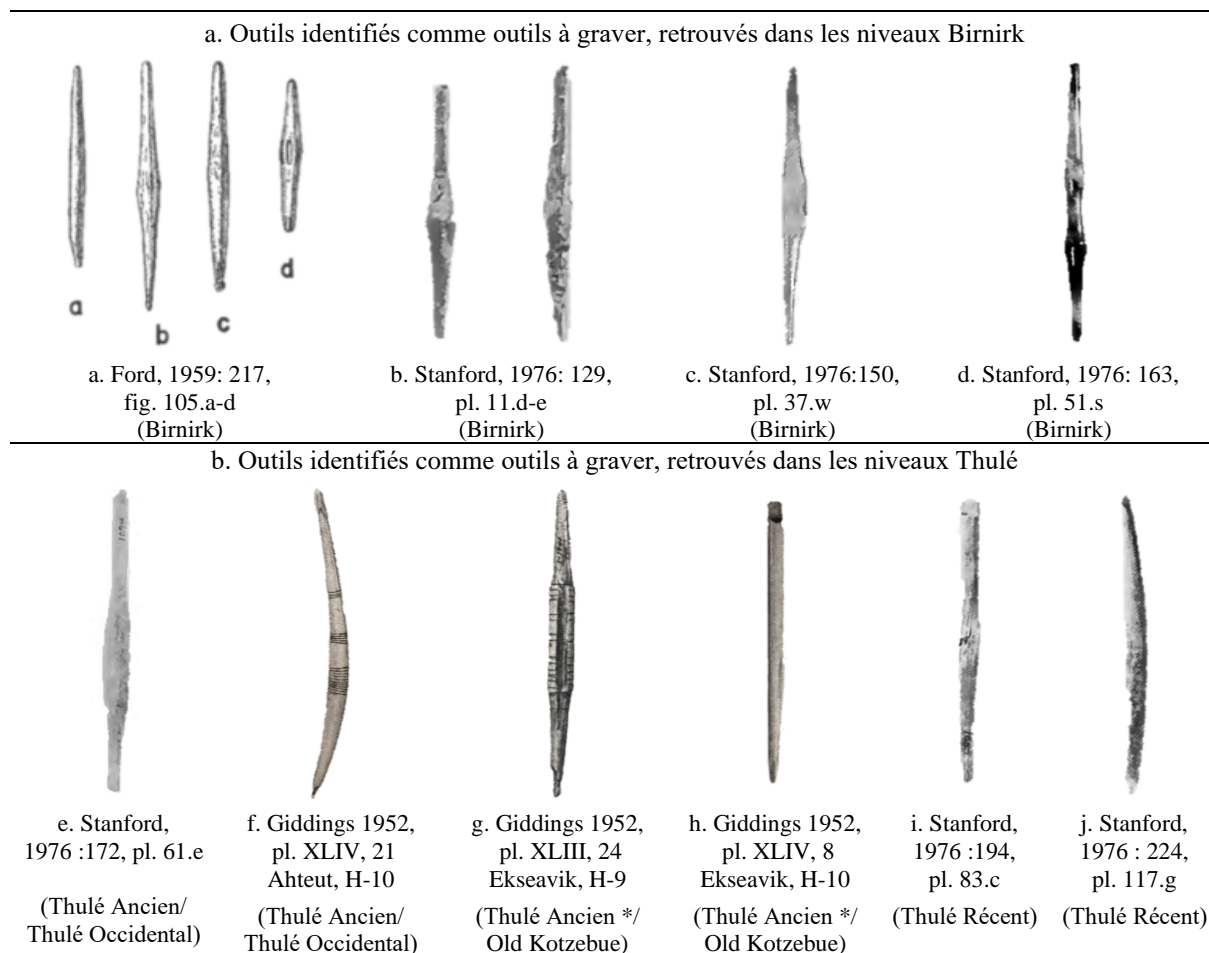 a. Outils identifiés comme outils à graver, retrouvés dans les niveaux Birnirk
a
b
c
d
a. Ford, 1959: 217,
fig. 105.a-d
(Birnirk)
b. Stanford, 1976: 129,
pl. 11.d-e
(Birnirk)
c. Stanford, 1976:150,
pl. 37.w
(Birnirk)
d. Stanford, 1976: 163,
pl. 51.s
(Birnirk)
b. Outils identifiés comme outils à graver, retrouvés dans les niveaux Thulé
e. Stanford,
1976 :172, pl. 61.e
(Thulé Ancien/
Thulé Occidental)
f. Giddings 1952,
pl. XLIV, 21
Ahteut, H-10
(Thulé Ancien/
Thulé Occidental)
g. Giddings 1952,
pl. XLIII, 24
Ekseavik, H-9
(Thulé Ancien */
Old Kotzebue)
h. Giddings 1952,
pl. XLIV, 8
Ekseavik, H-10
(Thulé Ancien */
Old Kotzebue)
i. Stanford,
1976 :194,
pl. 83.c
(Thulé Récent)
j. Stanford,
1976 : 224,
pl. 117.g
(Thulé Récent)